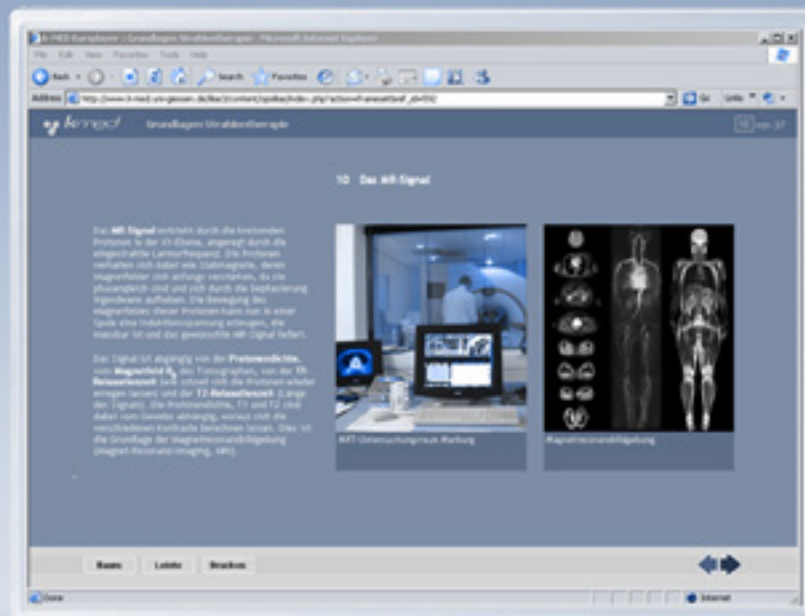 K-MED Kursplayer : Grundlagen Strahlentherapie - Microsoft Internet Explorer
File Edit View Favorites Tools Help
Back Search Favorites
Address Go Links
k-med Grundlagen Strahlentherapie von 37
10 Das MR-Signal
Das MR-Signal entsteht durch die kreisenden
Protonen in der XY-Ebene, angeregt durch die
eingestrahlte Larmorfrequenz. Die Protonen
verhalten sich dabei wie Stabmagnete, deren
Magnetfelder sich anfangs verstärken, da sie
phasengleich sind und sich durch die Dephasierung
irgendwann aufheben. Die Bewegung des
Magnetfeldes dieser Protonen kann nun in einer
Spule eine Induktionsspannung erzeugen, die
messbar ist und das gewünschte MR-Signal liefert.
Das Signal ist abhängig von der Protonendichte,
vom Magnetfeld B0 des Tomographen, von der T1-
Relaxationszeit (wie schnell sich die Protonen wieder
erregen lassen) und der T2-Relaxationszeit (Länge
des Signals). Die Protonendichte, T1 und T2 sind
dabei vom Gewebe abhängig, woraus sich die
verschiedenen Kontraste berechnen lassen. Dies ist
die Grundlage der Magnetresonanzbildgebung
(Magnet-Resonanz-Imaging, MRI).
MRT-Untersuchungsraum Marburg
Magnetresonanzbildgebung
Baum Leiste Drucken
Done Internet